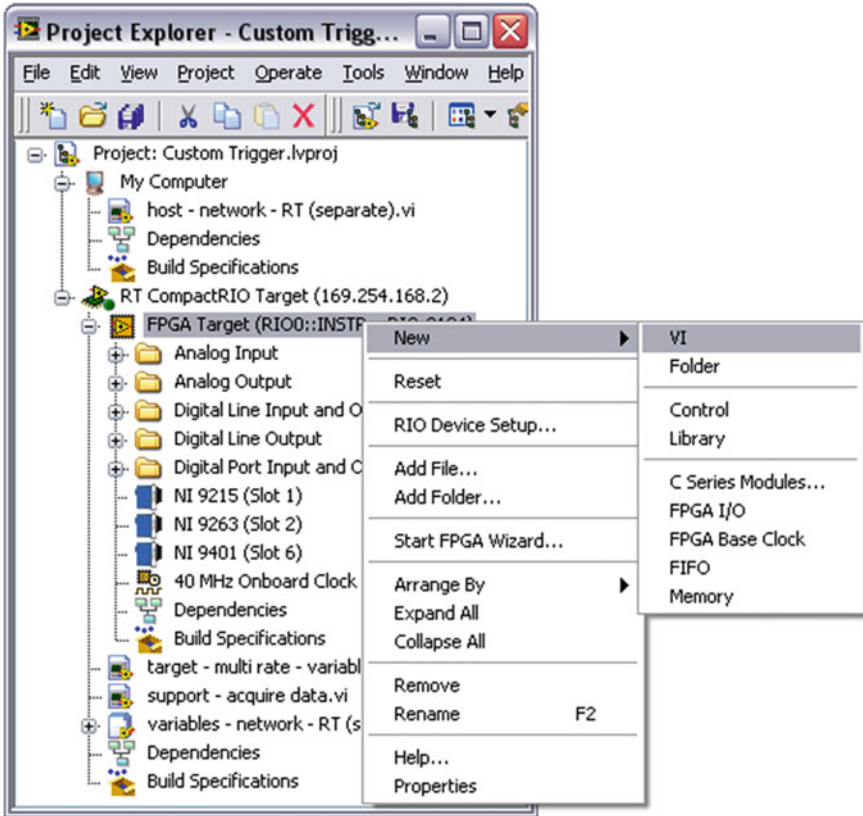 Project Explorer - Custom Trigg...
File Edit View Project Operate Tools Window Help
Project: Custom Trigger.lvproj
My Computer
host - network - RT (separate).vi
Dependencies
Build Specifications
RT CompactRIO Target (169.254.168.2)
FPGA Target (RIO0::INSTR
Analog Input
Analog Output
Digital Line Input and O
Digital Line Output
Digital Port Input and O
NI 9215 (Slot 1)
NI 9263 (Slot 2)
NI 9401 (Slot 6)
40 MHz Onboard Clock
Dependencies
Build Specifications
target - multi rate - variabl
support - acquire data.vi
variables - network - RT (s
Dependencies
Build Specifications
New
Reset
RIO Device Setup...
Add File...
Add Folder...
Start FPGA Wizard...
Arrange By
Expand All
Collapse All
Remove
Rename F2
Help...
Properties
VI
Folder
Control
Library
C Series Modules...
FPGA I/O
FPGA Base Clock
FIFO
Memory